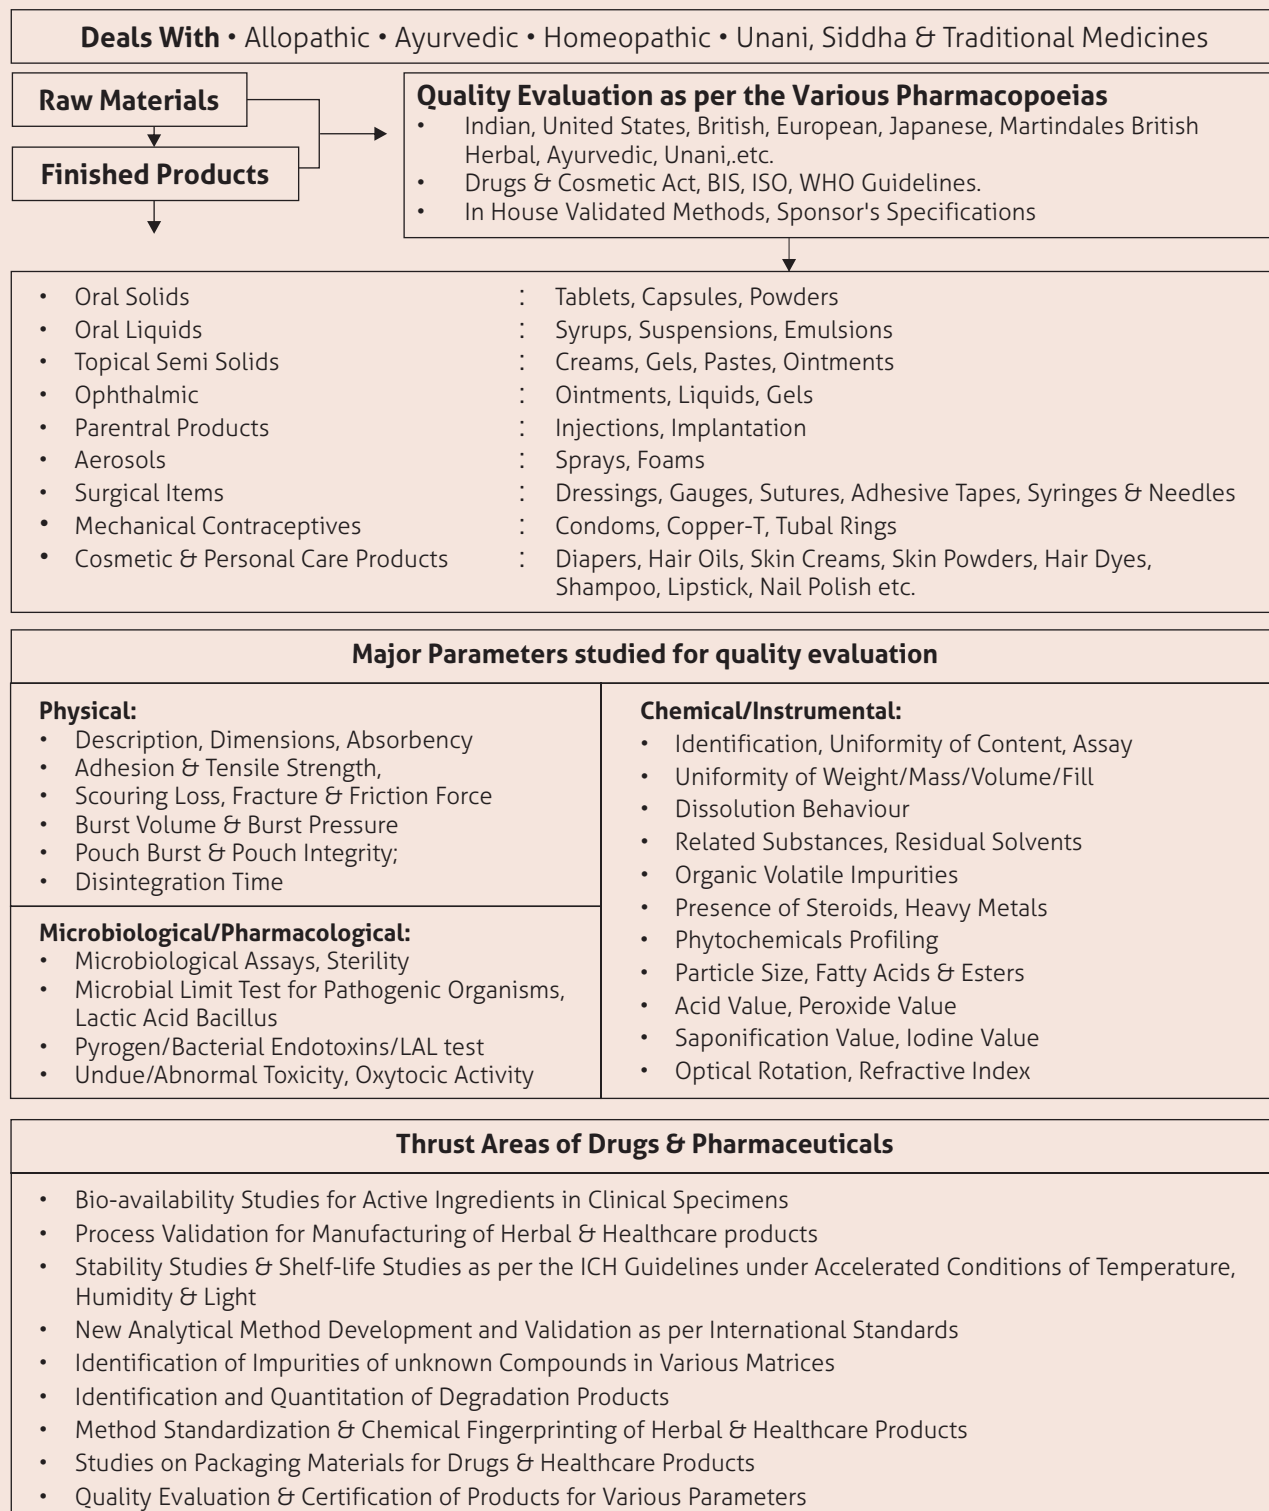 Deals With • Allopathic • Ayurvedic • Homeopathic • Unani, Siddha & Traditional Medicines
Raw Materials
Finished Products
Quality Evaluation as per the Various Pharmacopoeias
• Indian, United States, British, European, Japanese, Martindales British
Herbal, Ayurvedic, Unani,.etc.
• Drugs & Cosmetic Act, BIS, ISO, WHO Guidelines.
• In House Validated Methods, Sponsor's Specifications
• Oral Solids : Tablets, Capsules, Powders
• Oral Liquids : Syrups, Suspensions, Emulsions
• Topical Semi Solids : Creams, Gels, Pastes, Ointments
• Ophthalmic : Ointments, Liquids, Gels
• Parentral Products : Injections, Implantation
• Aerosols : Sprays, Foams
• Surgical Items : Dressings, Gauges, Sutures, Adhesive Tapes, Syringes & Needles
• Mechanical Contraceptives : Condoms, Copper-T, Tubal Rings
• Cosmetic & Personal Care Products : Diapers, Hair Oils, Skin Creams, Skin Powders, Hair Dyes,
Shampoo, Lipstick, Nail Polish etc.
Major Parameters studied for quality evaluation
Physical:
• Description, Dimensions, Absorbency
• Adhesion & Tensile Strength,
• Scouring Loss, Fracture & Friction Force
• Burst Volume & Burst Pressure
• Pouch Burst & Pouch Integrity;
• Disintegration Time
Microbiological/Pharmacological:
• Microbiological Assays, Sterility
• Microbial Limit Test for Pathogenic Organisms,
Lactic Acid Bacillus
• Pyrogen/Bacterial Endotoxins/LAL test
• Undue/Abnormal Toxicity, Oxytocic Activity
Chemical/Instrumental:
• Identification, Uniformity of Content, Assay
• Uniformity of Weight/Mass/Volume/Fill
• Dissolution Behaviour
• Related Substances, Residual Solvents
• Organic Volatile Impurities
• Presence of Steroids, Heavy Metals
• Phytochemicals Profiling
• Particle Size, Fatty Acids & Esters
• Acid Value, Peroxide Value
• Saponification Value, Iodine Value
• Optical Rotation, Refractive Index
Thrust Areas of Drugs & Pharmaceuticals
• Bio-availability Studies for Active Ingredients in Clinical Specimens
• Process Validation for Manufacturing of Herbal & Healthcare products
• Stability Studies & Shelf-life Studies as per the ICH Guidelines under Accelerated Conditions of Temperature,
Humidity & Light
• New Analytical Method Development and Validation as per International Standards
• Identification of Impurities of unknown Compounds in Various Matrices
• Identification and Quantitation of Degradation Products
• Method Standardization & Chemical Fingerprinting of Herbal & Healthcare Products
• Studies on Packaging Materials for Drugs & Healthcare Products
• Quality Evaluation & Certification of Products for Various Parameters